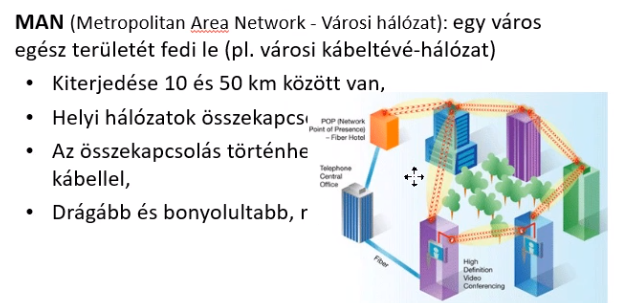 MAN (Metropolitan Area Network - Városi hálózat): egy város
egész területét fedi le (pl. városi kábeltévé-hálózat)
• Kiterjedése 10 és 50 km között van,
• Helyi hálózatok
• Az összekapcsolás
kábellel,
• Drágább és bonyolultabb,
POP (Network
Point of Presence)
– Fiber Hotel
Telephone
Central
Office
Fiber
High
Definition
Video
Conferencing